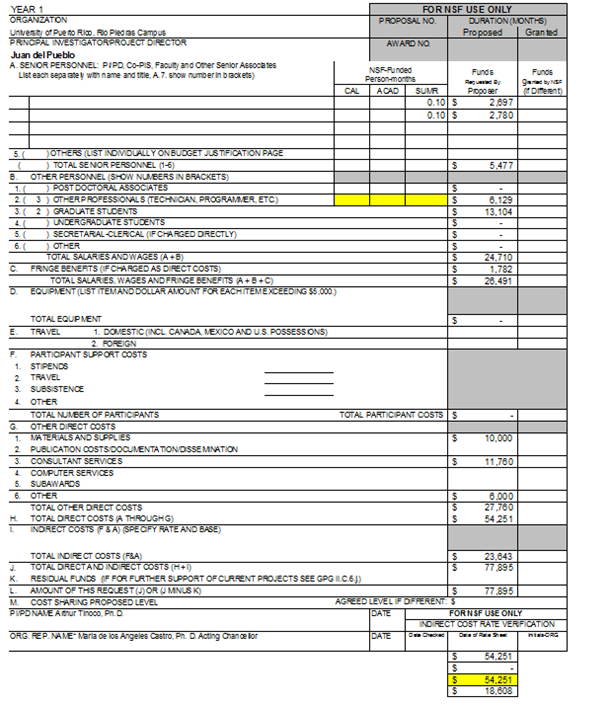 YEAR 1 FOR NSF USE ONLY
ORGANIZATION PROPOSAL NO. DURATION (MONTHS)
University of Puerto Rico, Rio Piedras Campus Proposed Granted
PRINCIPAL INVESTIGATOR/PROJECT DIRECTOR AWARD NO.
Juan del Pueblo
A. SENIOR PERSONNEL: PI/PD, Co-PIS, Faculty and Other Senior Associates NSF-Funded Funds Funds
List each separately with name and title, A.7. show number in brackets) Person-months Requested By granted by NSF
CAL ACAD SUMR Proposer (if Different)
0.10 $ 2,697
0.10 $ 2,780
5. ( ) OTHERS (LIST INDIVIDUALLY ON BUDGET JUSTIFICATION PAGE
( ) TOTAL SENIOR PERSONNEL (1-6) $ 5,477
B. OTHER PERSONNEL (SHOW NUMBERS IN BRACKETS)
1. ( ) POST DOCTORAL ASSOCIATES $ -
2. ( 3 ) OTHER PROFESSIONALS (TECHNICIAN, PROGRAMMER, ETC.) $ 6,129
3. ( 2 ) GRADUATE STUDENTS $ 13,104
4. ( ) UNDERGRADUATE STUDENTS $ -
5. ( ) SECRETARIAL-CLERICAL (IF CHARGED DIRECTLY) $ -
6. ( ) OTHER $ -
TOTAL SALARIES AND WAGES (A + B) $ 24,710
C. FRINGE BENEFITS (IF CHARGED AS DIRECT COSTS) $ 1,782
TOTAL SALARIES, WAGES AND FRINGE BENEFITS (A + B + C) $ 26,491
D. EQUIPMENT (LIST ITEM AND DOLLAR AMOUNT FOR EACH ITEM EXCEEDING $5,000.)
TOTAL EQUIPMENT $ -
E. TRAVEL 1. DOMESTIC (INCL. CANADA, MEXICO AND U.S. POSSESSIONS)
2. FOREIGN
F. PARTICIPANT SUPPORT COSTS
1. STIPENDS
2. TRAVEL
3. SUBSISTENCE
4. OTHER
TOTAL NUMBER OF PARTICIPANTS TOTAL PARTICIPANT COSTS $ -
G. OTHER DIRECT COSTS
1. MATERIALS AND SUPPLIES $ 10,000
2. PUBLICATION COSTS/DOCUMENTATION/DISSEMINATION
3. CONSULTANT SERVICES $ 11,760
4. COMPUTER SERVICES
5. SUBAWARDS
6. OTHER $ 6,000
TOTAL OTHER DIRECT COSTS $ 27,760
H. TOTAL DIRECT COSTS (A THROUGH G) $ 54,251
I. INDIRECT COSTS (F & A) (SPECIFY RATE AND BASE)
TOTAL INDIRECT COSTS (F&A) $ 23,643
J. TOTAL DIRECT AND INDIRECT COSTS (H + I) $ 77,895
K. RESIDUAL FUNDS (IF FOR FURTHER SUPPORT OF CURRENT PROJECTS SEE GPG II.C.6.j.)
L. AMOUNT OF THIS REQUEST (J) OR (J MINUS K) $ 77,895
M. COST SHARING PROPOSED LEVEL AGREED LEVEL IF DIFFERENT: $
PI/PD NAME Arthur Tinoco, Ph. D. DATE FOR NSF USE ONLY
INDIRECT COST RATE VERIFICATION
ORG. REP. NAME* Maria de los Angeles Castro, Ph. D. Acting Chancellor DATE Date Checked Date of Rate Sheet Initials-ORG
$ 54,251
$ -
$ 54,251
$ 18,608